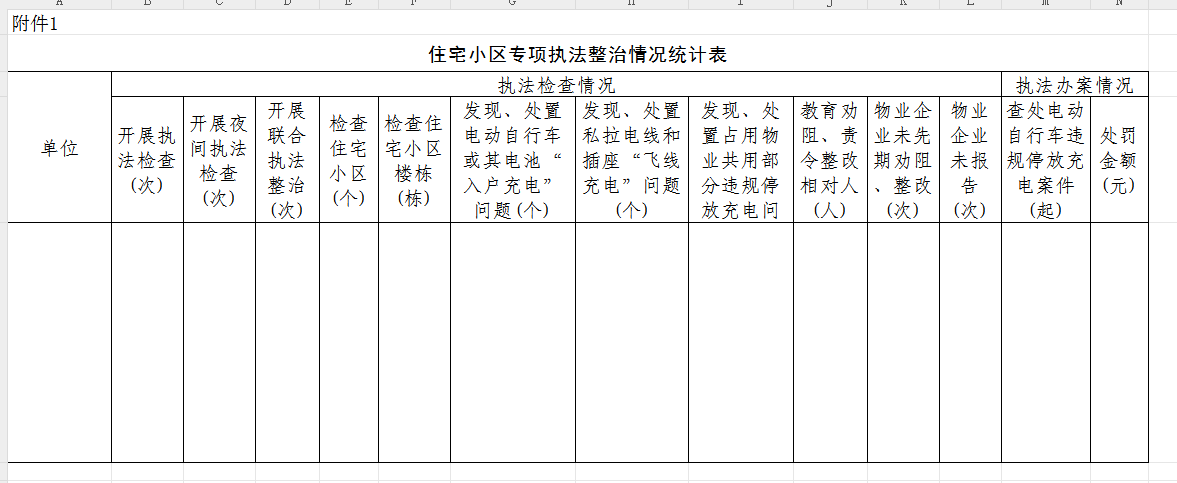 A B C D E F G H I J K L M N
附件1
住宅小区专项执法整治情况统计表
单位
执法检查情况
执法办案情况
开展执
法检查
(次)
开展夜
间执法
检查
(次)
开展
联合
执法
整治
(次)
检查
住宅
小区
(个)
检查住
宅小区
楼栋
(栋)
发现、处置
电动自行车
或其电池“
入户充电”
问题(个)
发现、处置
私拉电线和
插座“飞线
充电”问题
(个)
发现、处
置占用物
业共用部
分违规停
放充电问
教育劝
阻、责
令整改
相对人
(人)
物业企
业未先
期劝阻
、整改
(次)
物业
企业
未报
告
(次)
查处电动
自行车违
规停放充
电案件
(起)
处罚
金额
(元)